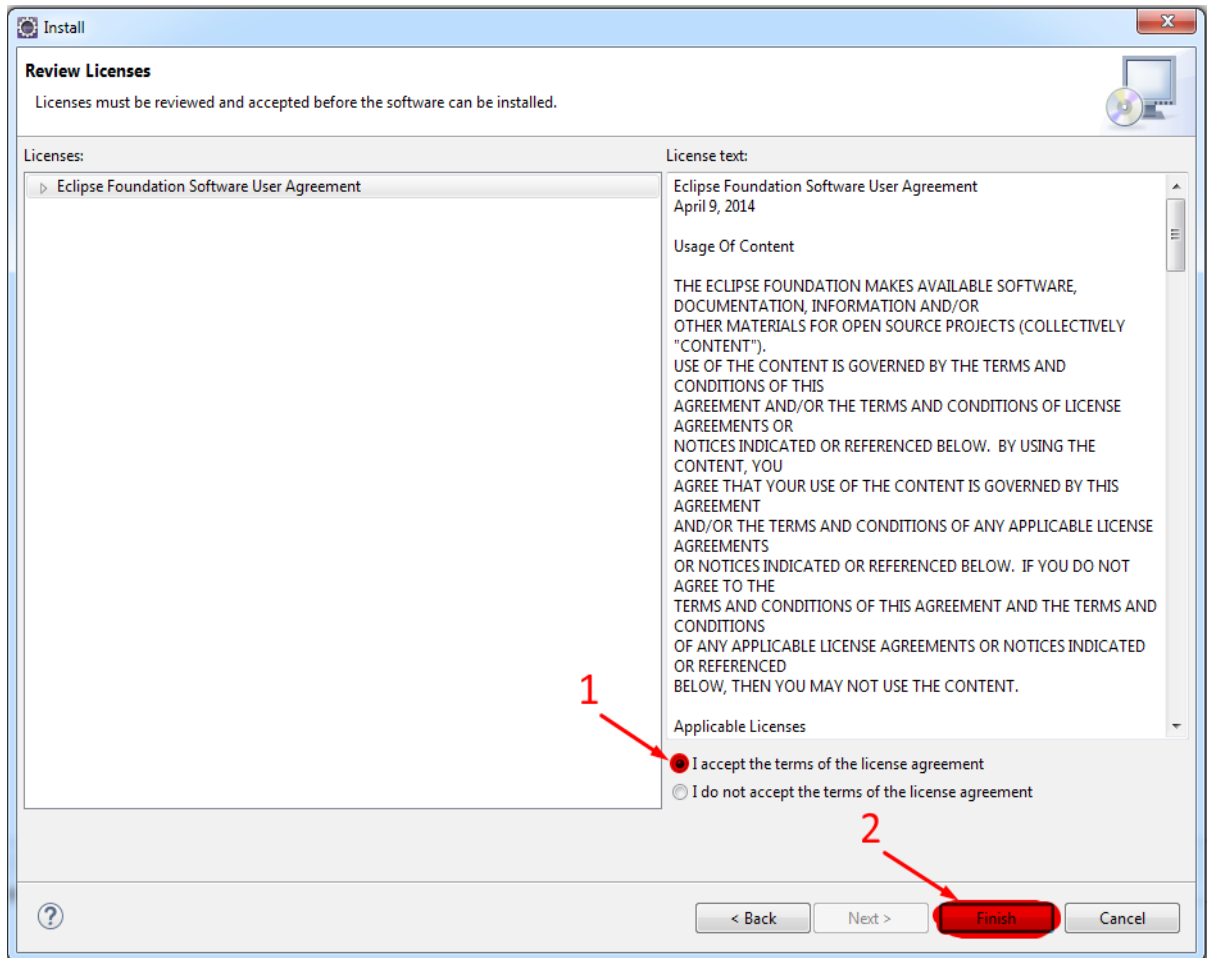 Install
Review Licenses
Licenses must be reviewed and accepted before the software can be installed.
Licenses:
Eclipse Foundation Software User Agreement
License text:
Eclipse Foundation Software User Agreement
April 9, 2014
Usage Of Content
THE ECLIPSE FOUNDATION MAKES AVAILABLE SOFTWARE,
DOCUMENTATION, INFORMATION AND/OR
OTHER MATERIALS FOR OPEN SOURCE PROJECTS (COLLECTIVELY
"CONTENT").
USE OF THE CONTENT IS GOVERNED BY THE TERMS AND
CONDITIONS OF THIS
AGREEMENT AND/OR THE TERMS AND CONDITIONS OF LICENSE
AGREEMENTS OR
NOTICES INDICATED OR REFERENCED BELOW.  BY USING THE
CONTENT, YOU
AGREE THAT YOUR USE OF THE CONTENT IS GOVERNED BY THIS
AGREEMENT
AND/OR THE TERMS AND CONDITIONS OF ANY APPLICABLE LICENSE
AGREEMENTS
OR NOTICES INDICATED OR REFERENCED BELOW.  IF YOU DO NOT
AGREE TO THE
TERMS AND CONDITIONS OF THIS AGREEMENT AND THE TERMS AND
CONDITIONS
OF ANY APPLICABLE LICENSE AGREEMENTS OR NOTICES INDICATED
OR REFERENCED
BELOW, THEN YOU MAY NOT USE THE CONTENT.
Applicable Licenses
1
I accept the terms of the license agreement
I do not accept the terms of the license agreement
2
? < Back Next > Finish Cancel